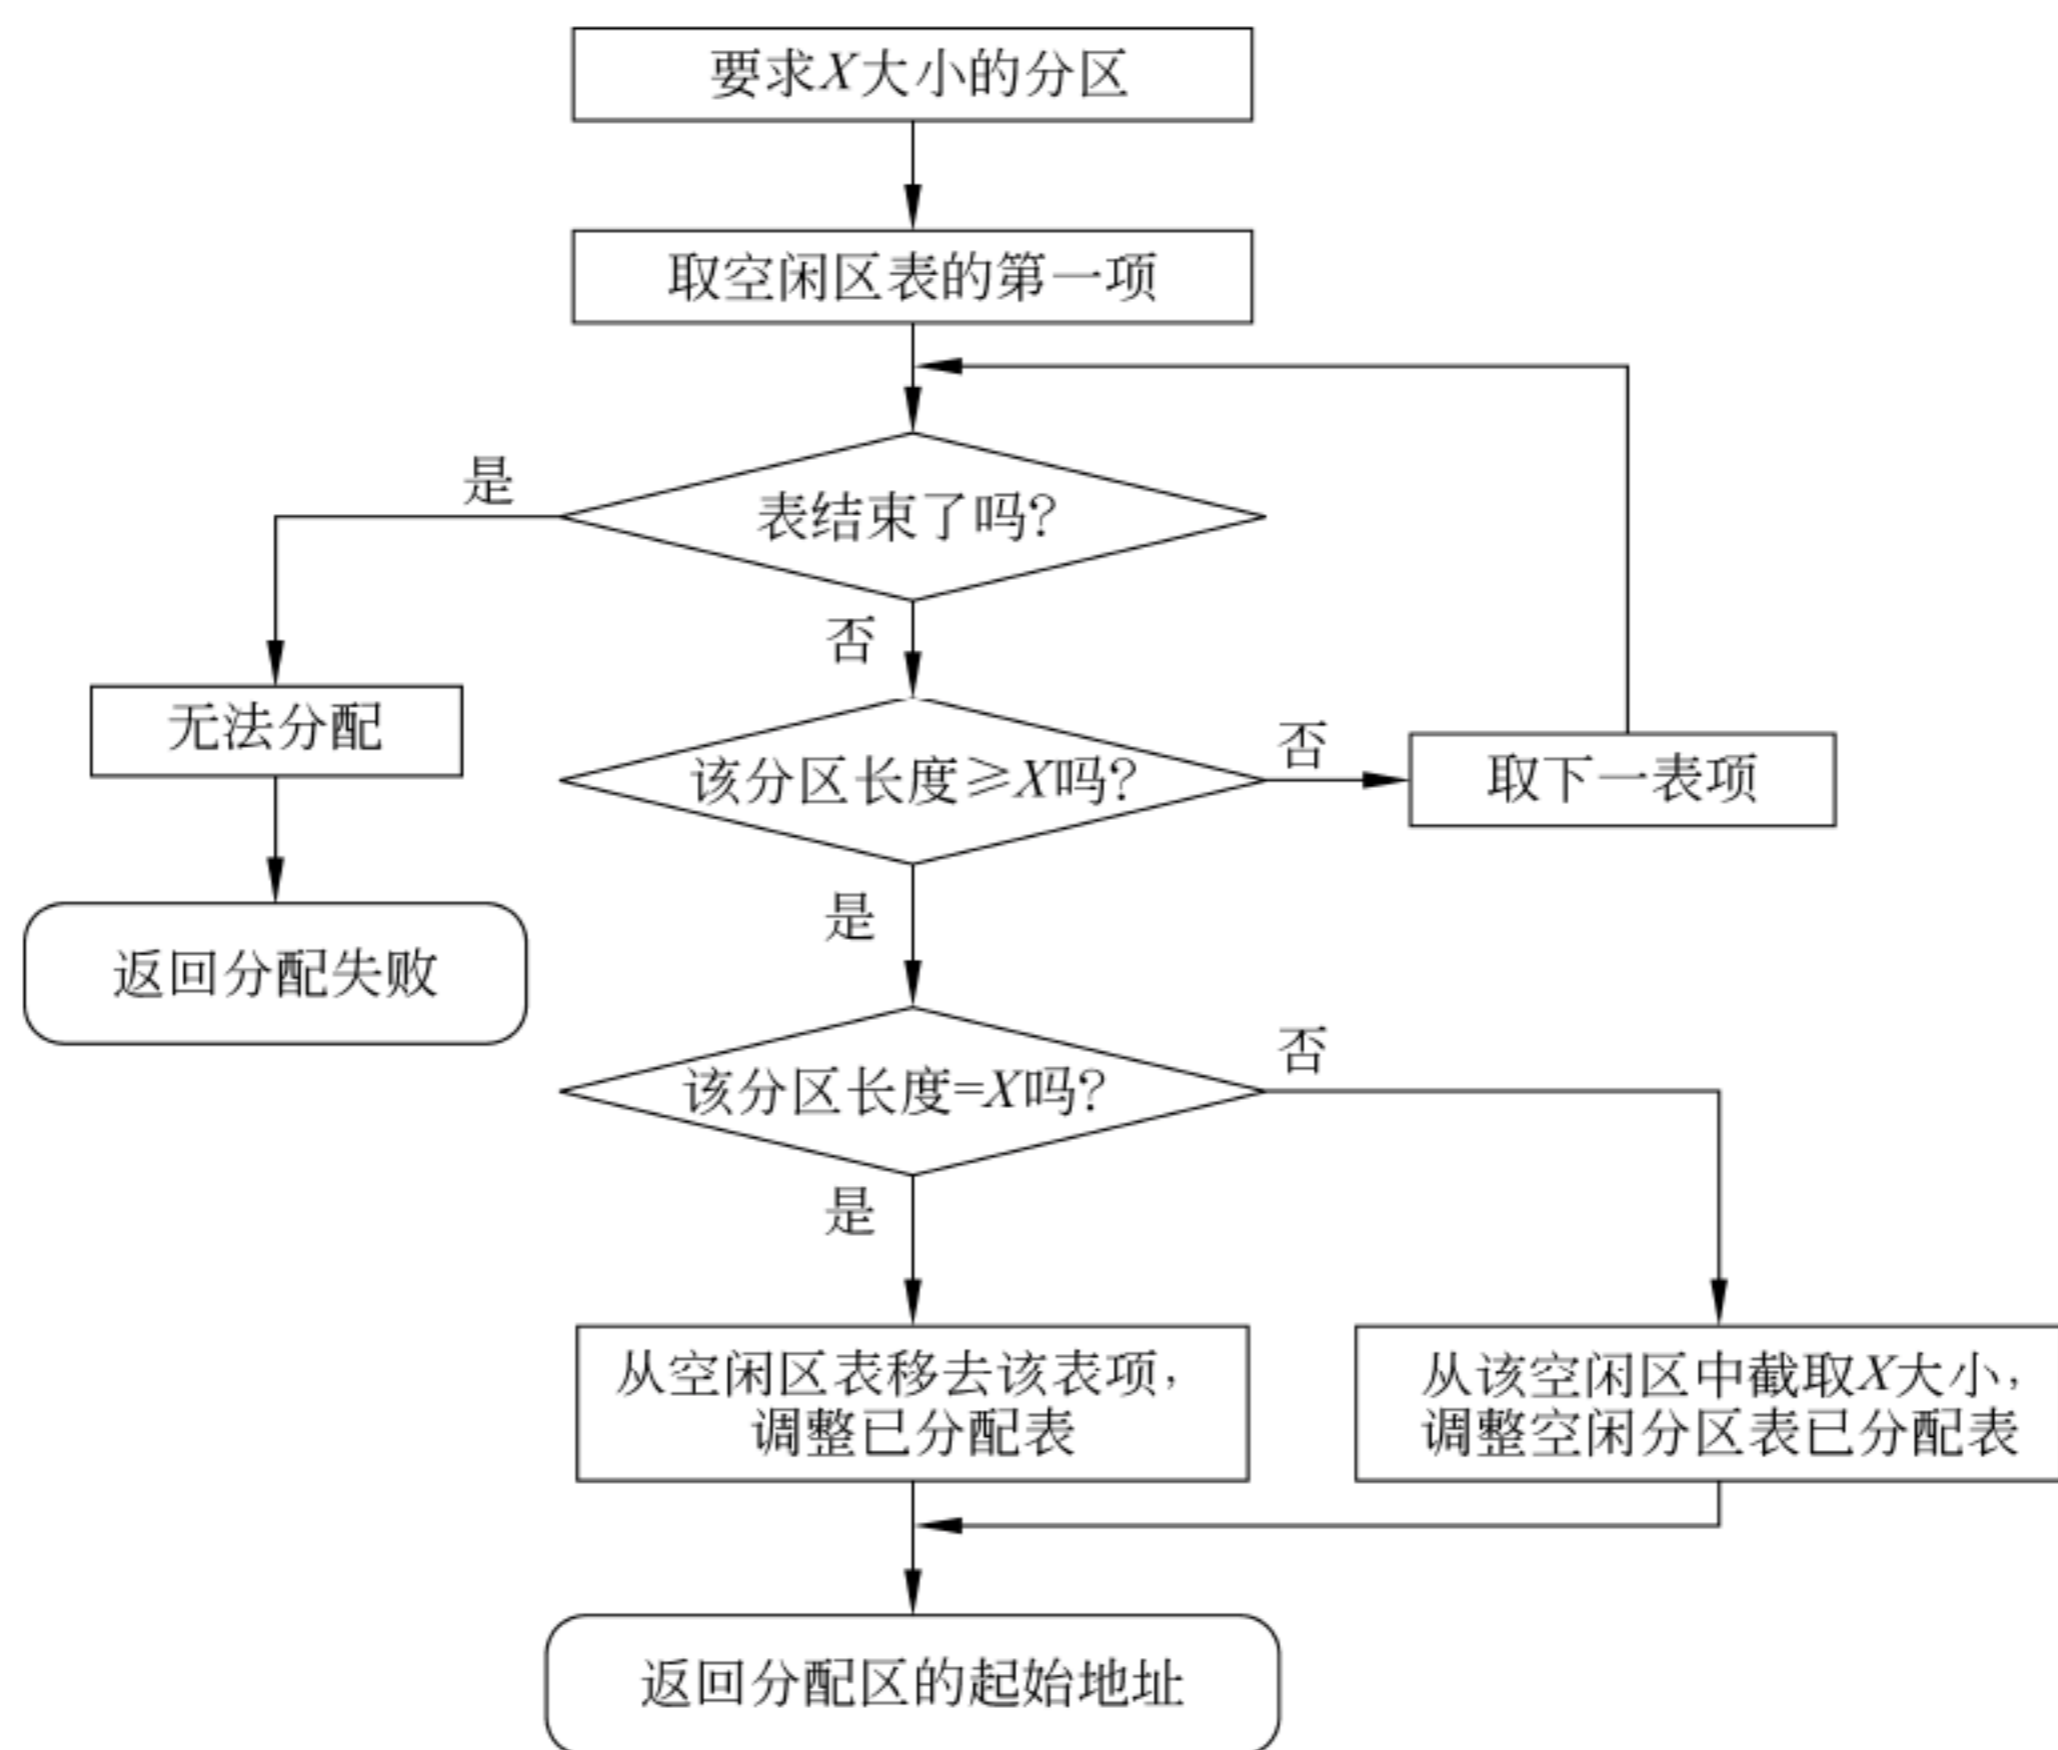 要求X大小的分区
取空闲区表的第一项
是
表结束了吗?
否
无法分配
该分区长度≥X吗?
否
取下一表项
是
返回分配失败
否
该分区长度=X吗?
是
从空闲区表移去该表项,
调整已分配表
从该空闲区中截取X大小,
调整空闲分区表已分配表
返回分配区的起始地址